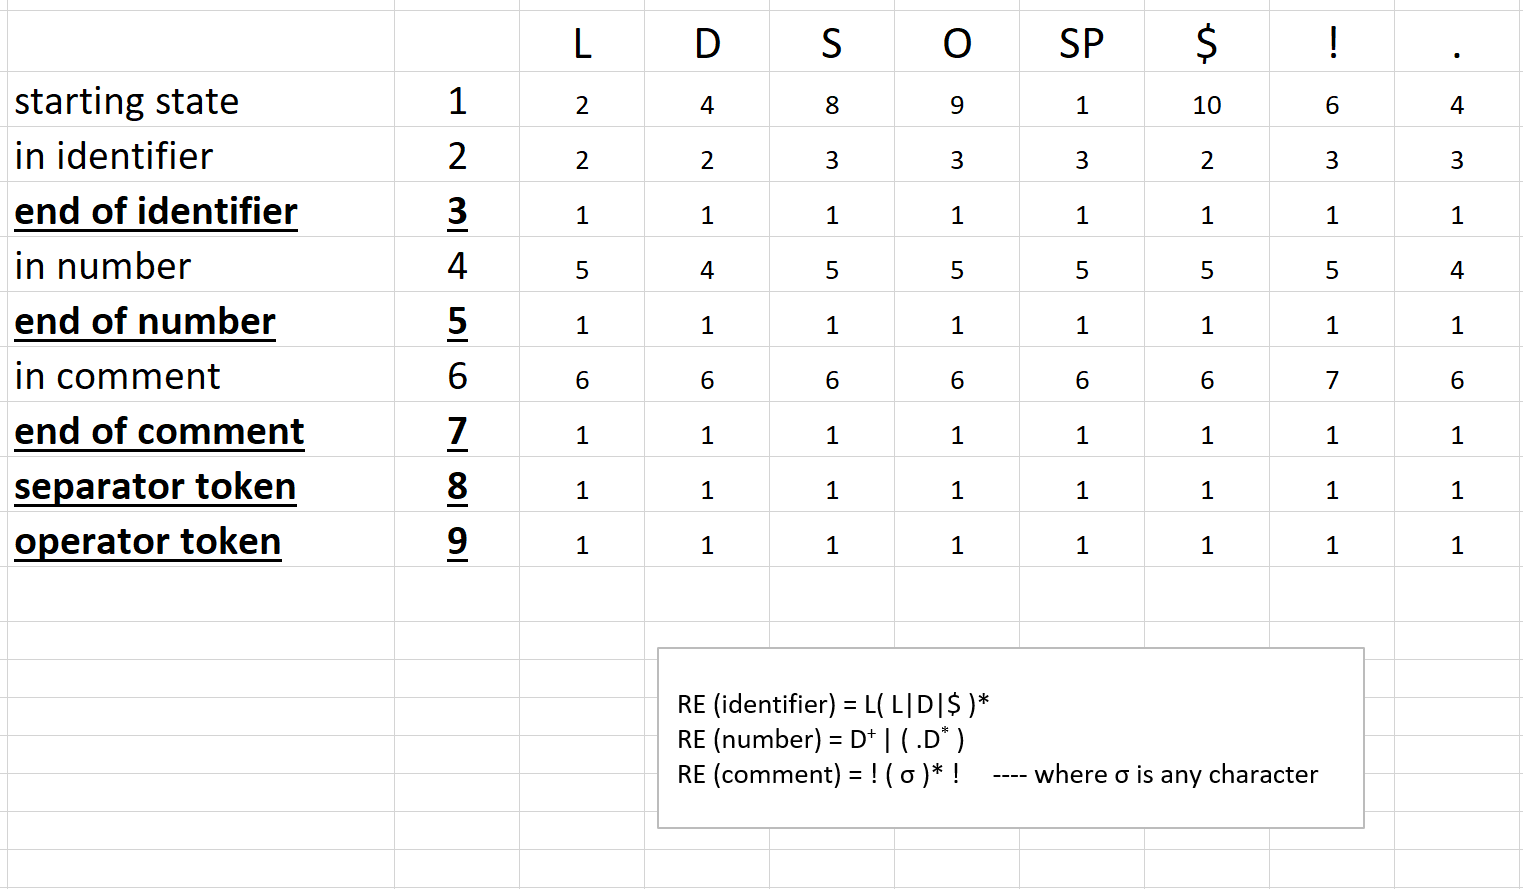 L D S O SP $ ! .
starting state 1 2 4 8 9 1 10 6 4
in identifier 2 2 2 3 3 3 2 3 3
end of identifier 3 1 1 1 1 1 1 1 1
in number 4 5 4 5 5 5 5 5 4
end of number 5 1 1 1 1 1 1 1 1
in comment 6 6 6 6 6 6 6 7 6
end of comment 7 1 1 1 1 1 1 1 1
separator token 8 1 1 1 1 1 1 1 1
operator token 9 1 1 1 1 1 1 1 1
RE (identifier) = L( L|D|$ )*
RE (number) = D⁺ | ( .D* )
RE (comment) = ! ( σ )* ! ---- where σ is any character